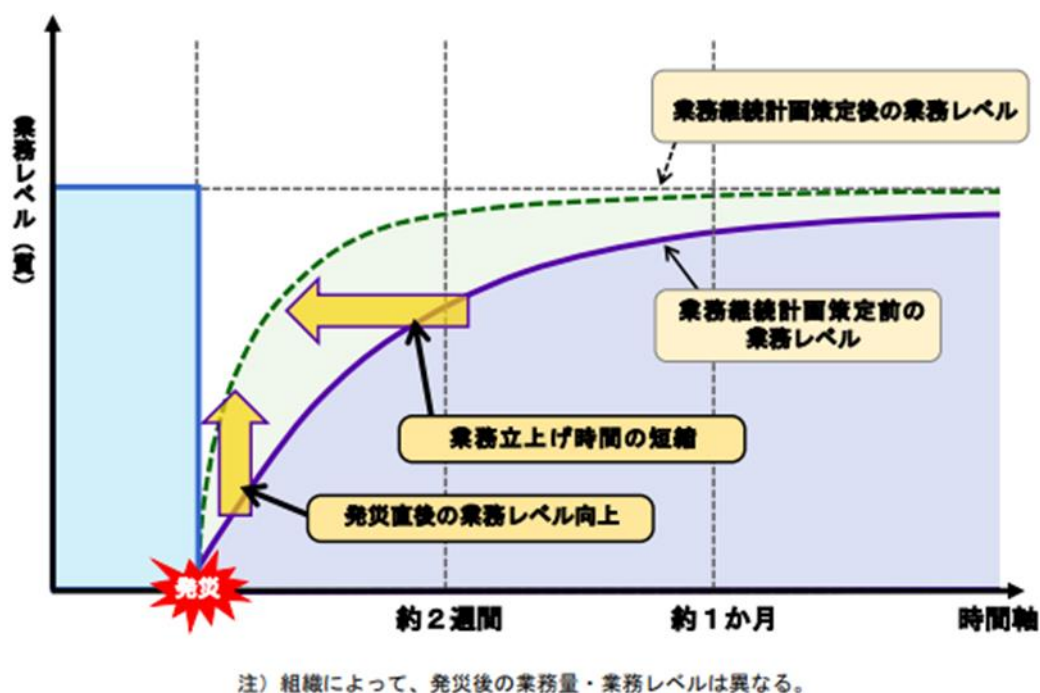 業務レベル(質)
業務継続計画策定後の業務レベル
業務継続計画策定前の
業務レベル
業務立上げ時間の短縮
発災直後の業務レベル向上
発災
約2週間
約1か月
時間軸
注)組織によって、発災後の業務量・業務レベルは異なる。